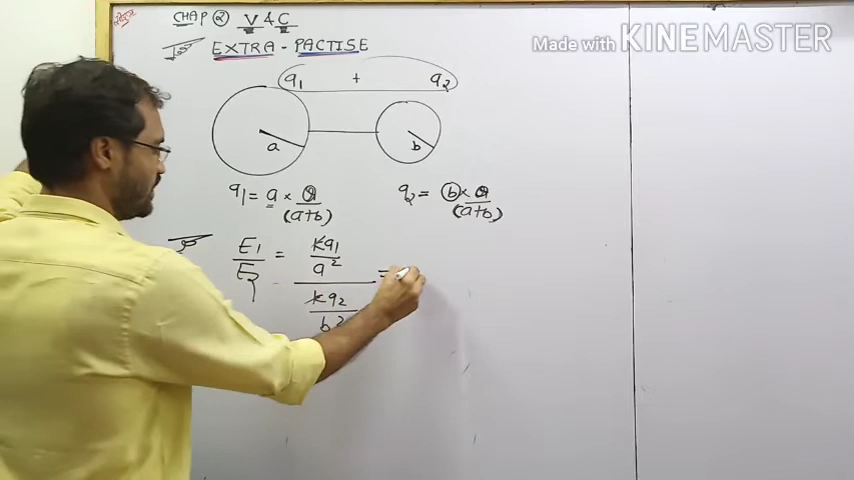 CHAP ② V & C
EXTRA - PACTISE
Made with KINEMASTER
q1 + q2
a b
q1 = a × Q/(a+b) q2 = b × Q/(a+b)
E1/E2 = (kq1/a²)/(kq2/b²) =